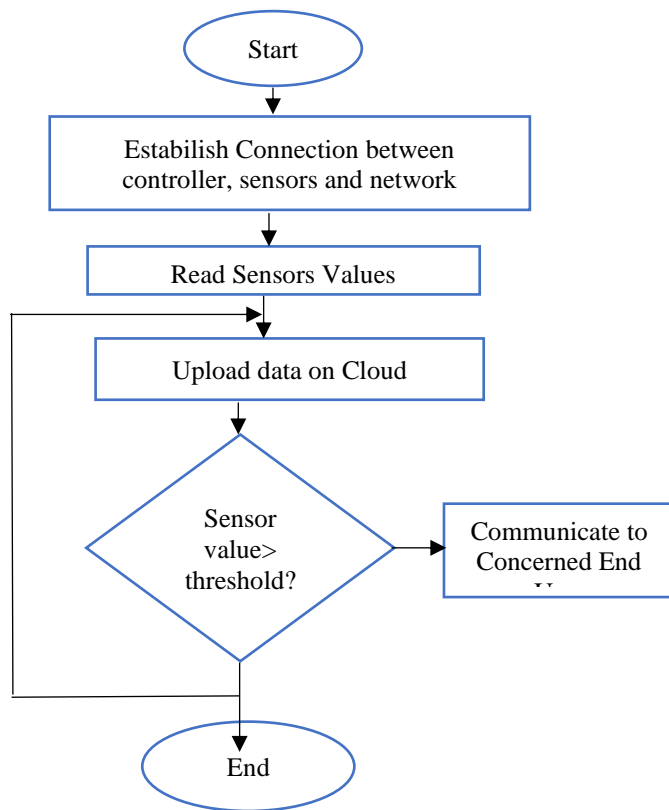 Start
Estabilish Connection between
controller, sensors and network
Read Sensors Values
Upload data on Cloud
Sensor
value>
threshold?
Communicate to
Concerned End
End